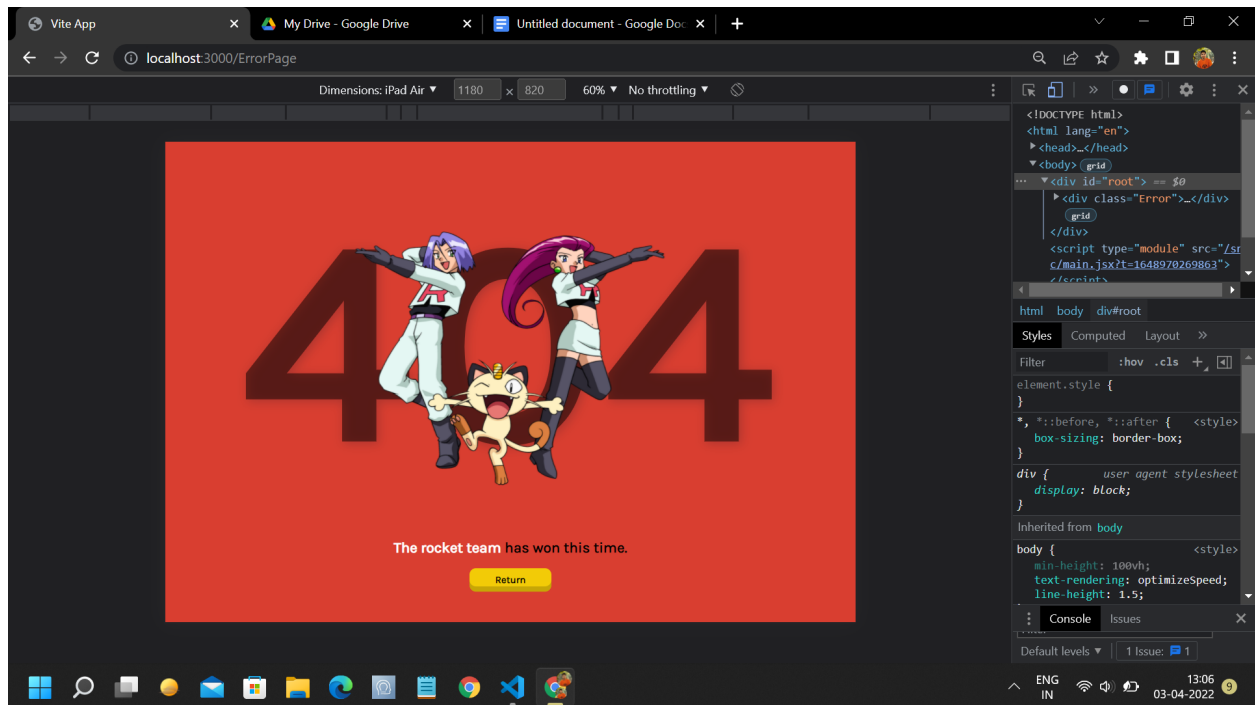 Vite App
My Drive - Google Drive
Untitled document - Google Doc
localhost:3000/ErrorPage
Dimensions: iPad Air ▼ 1180 × 820 60% ▼ No throttling ▼
404
R
R
The rocket team has won this time.
Return
<!DOCTYPE html>
<html lang="en">
<head>…</head>
<body> grid
<div id="root"> == $0
<div class="Error">…</div>
grid
</div>
<script type="module" src="/sr
c/main.jsx?t=1648970269863">
</script>
html body div#root
Styles Computed Layout »
Filter :hov .cls +
element.style {
}
*, *::before, *::after { <style>
box-sizing: border-box;
}
div { user agent stylesheet
display: block;
}
Inherited from body
body { <style>
min-height: 100vh;
text-rendering: optimizeSpeed;
line-height: 1.5;
Console Issues
Default levels ▼ 1 Issue: 1
ENG
IN
13:06
03-04-2022
9